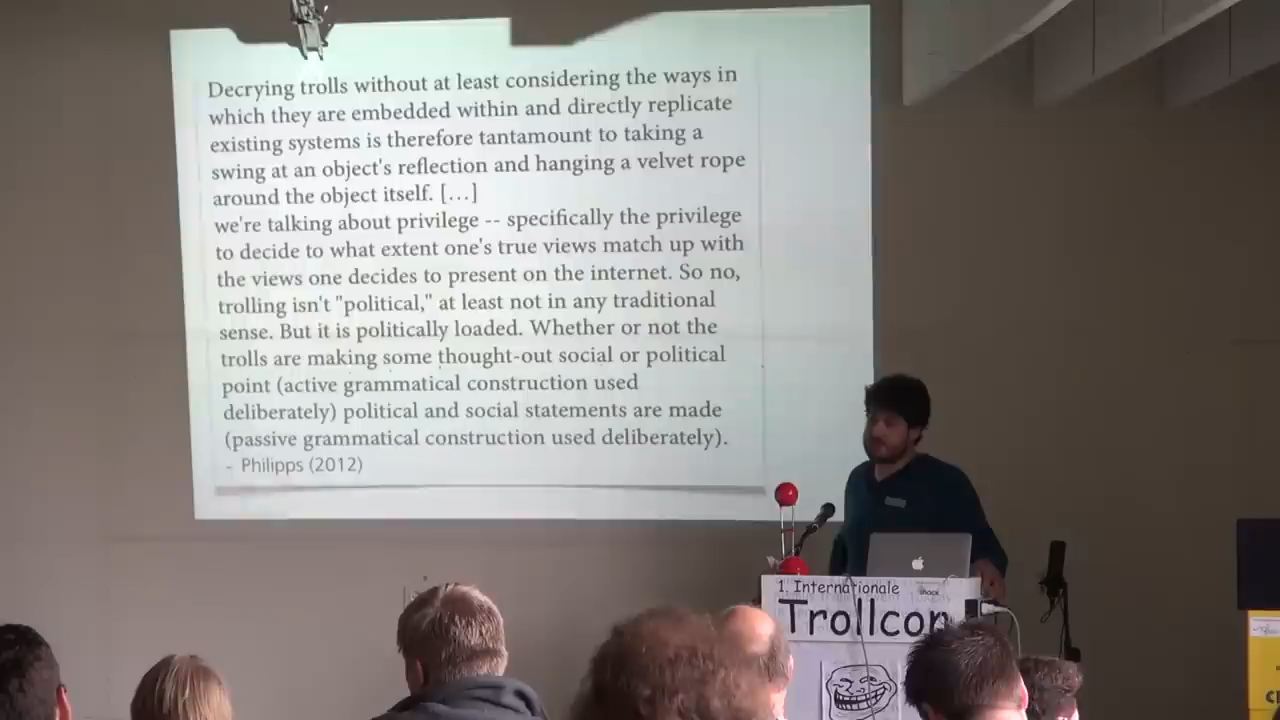 Decrying trolls without at least considering the ways in
which they are embedded within and directly replicate
existing systems is therefore tantamount to taking a
swing at an object's reflection and hanging a velvet rope
around the object itself. […]
we're talking about privilege -- specifically the privilege
to decide to what extent one's true views match up with
the views one decides to present on the internet. So no,
trolling isn't "political," at least not in any traditional
sense. But it is politically loaded. Whether or not the
trolls are making some thought-out social or political
point (active grammatical construction used
deliberately) political and social statements are made
(passive grammatical construction used deliberately).
– Philipps (2012)
1. Internationale
Trollcon